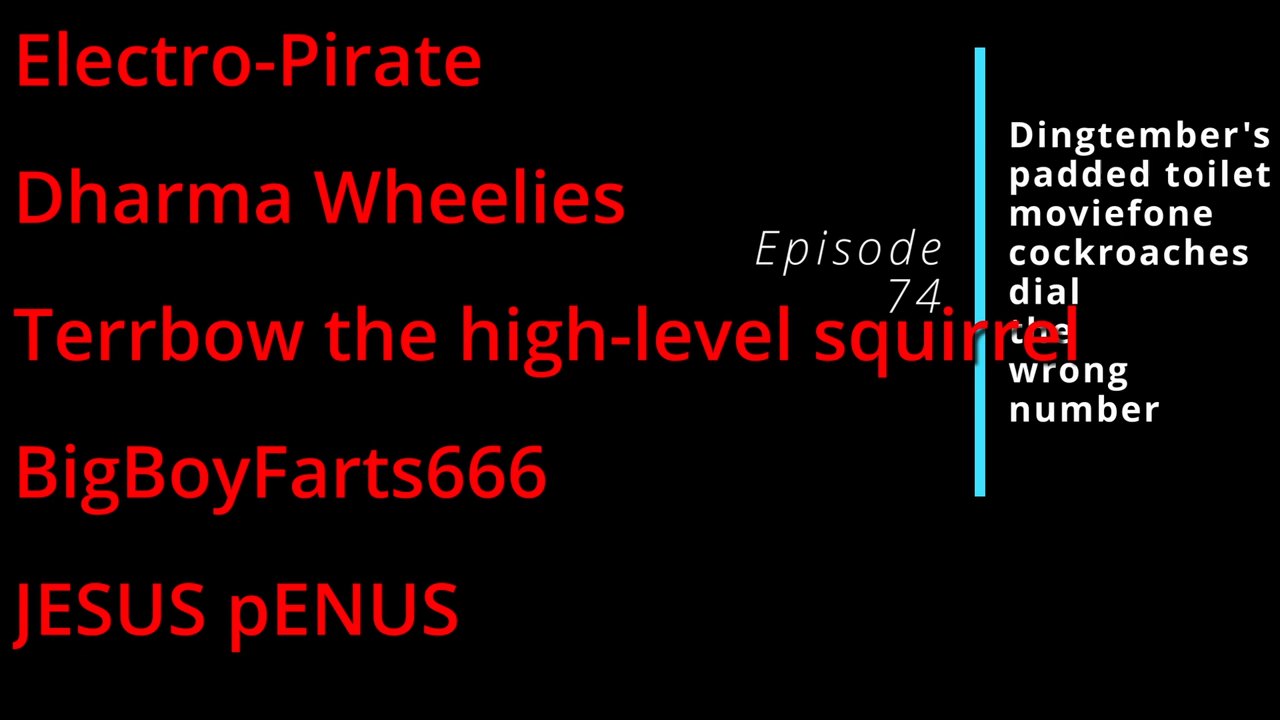 Electro-Pirate
Dharma Wheelies
Terrbow the high-level squirrel
BigBoyFarts666
JESUS pENUS
Episode
74
Dingtember's
padded toilet
moviefone
cockroaches
dial
the
wrong
number